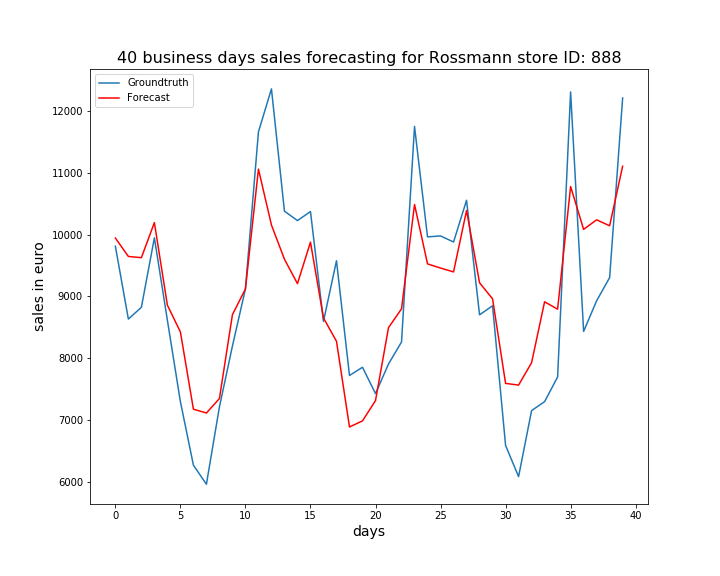 40 business days sales forecasting for Rossmann store ID: 888
Groundtruth
Forecast
sales in euro
12000
11000
10000
9000
8000
7000
6000
0 5 10 15 20 25 30 35 40
days